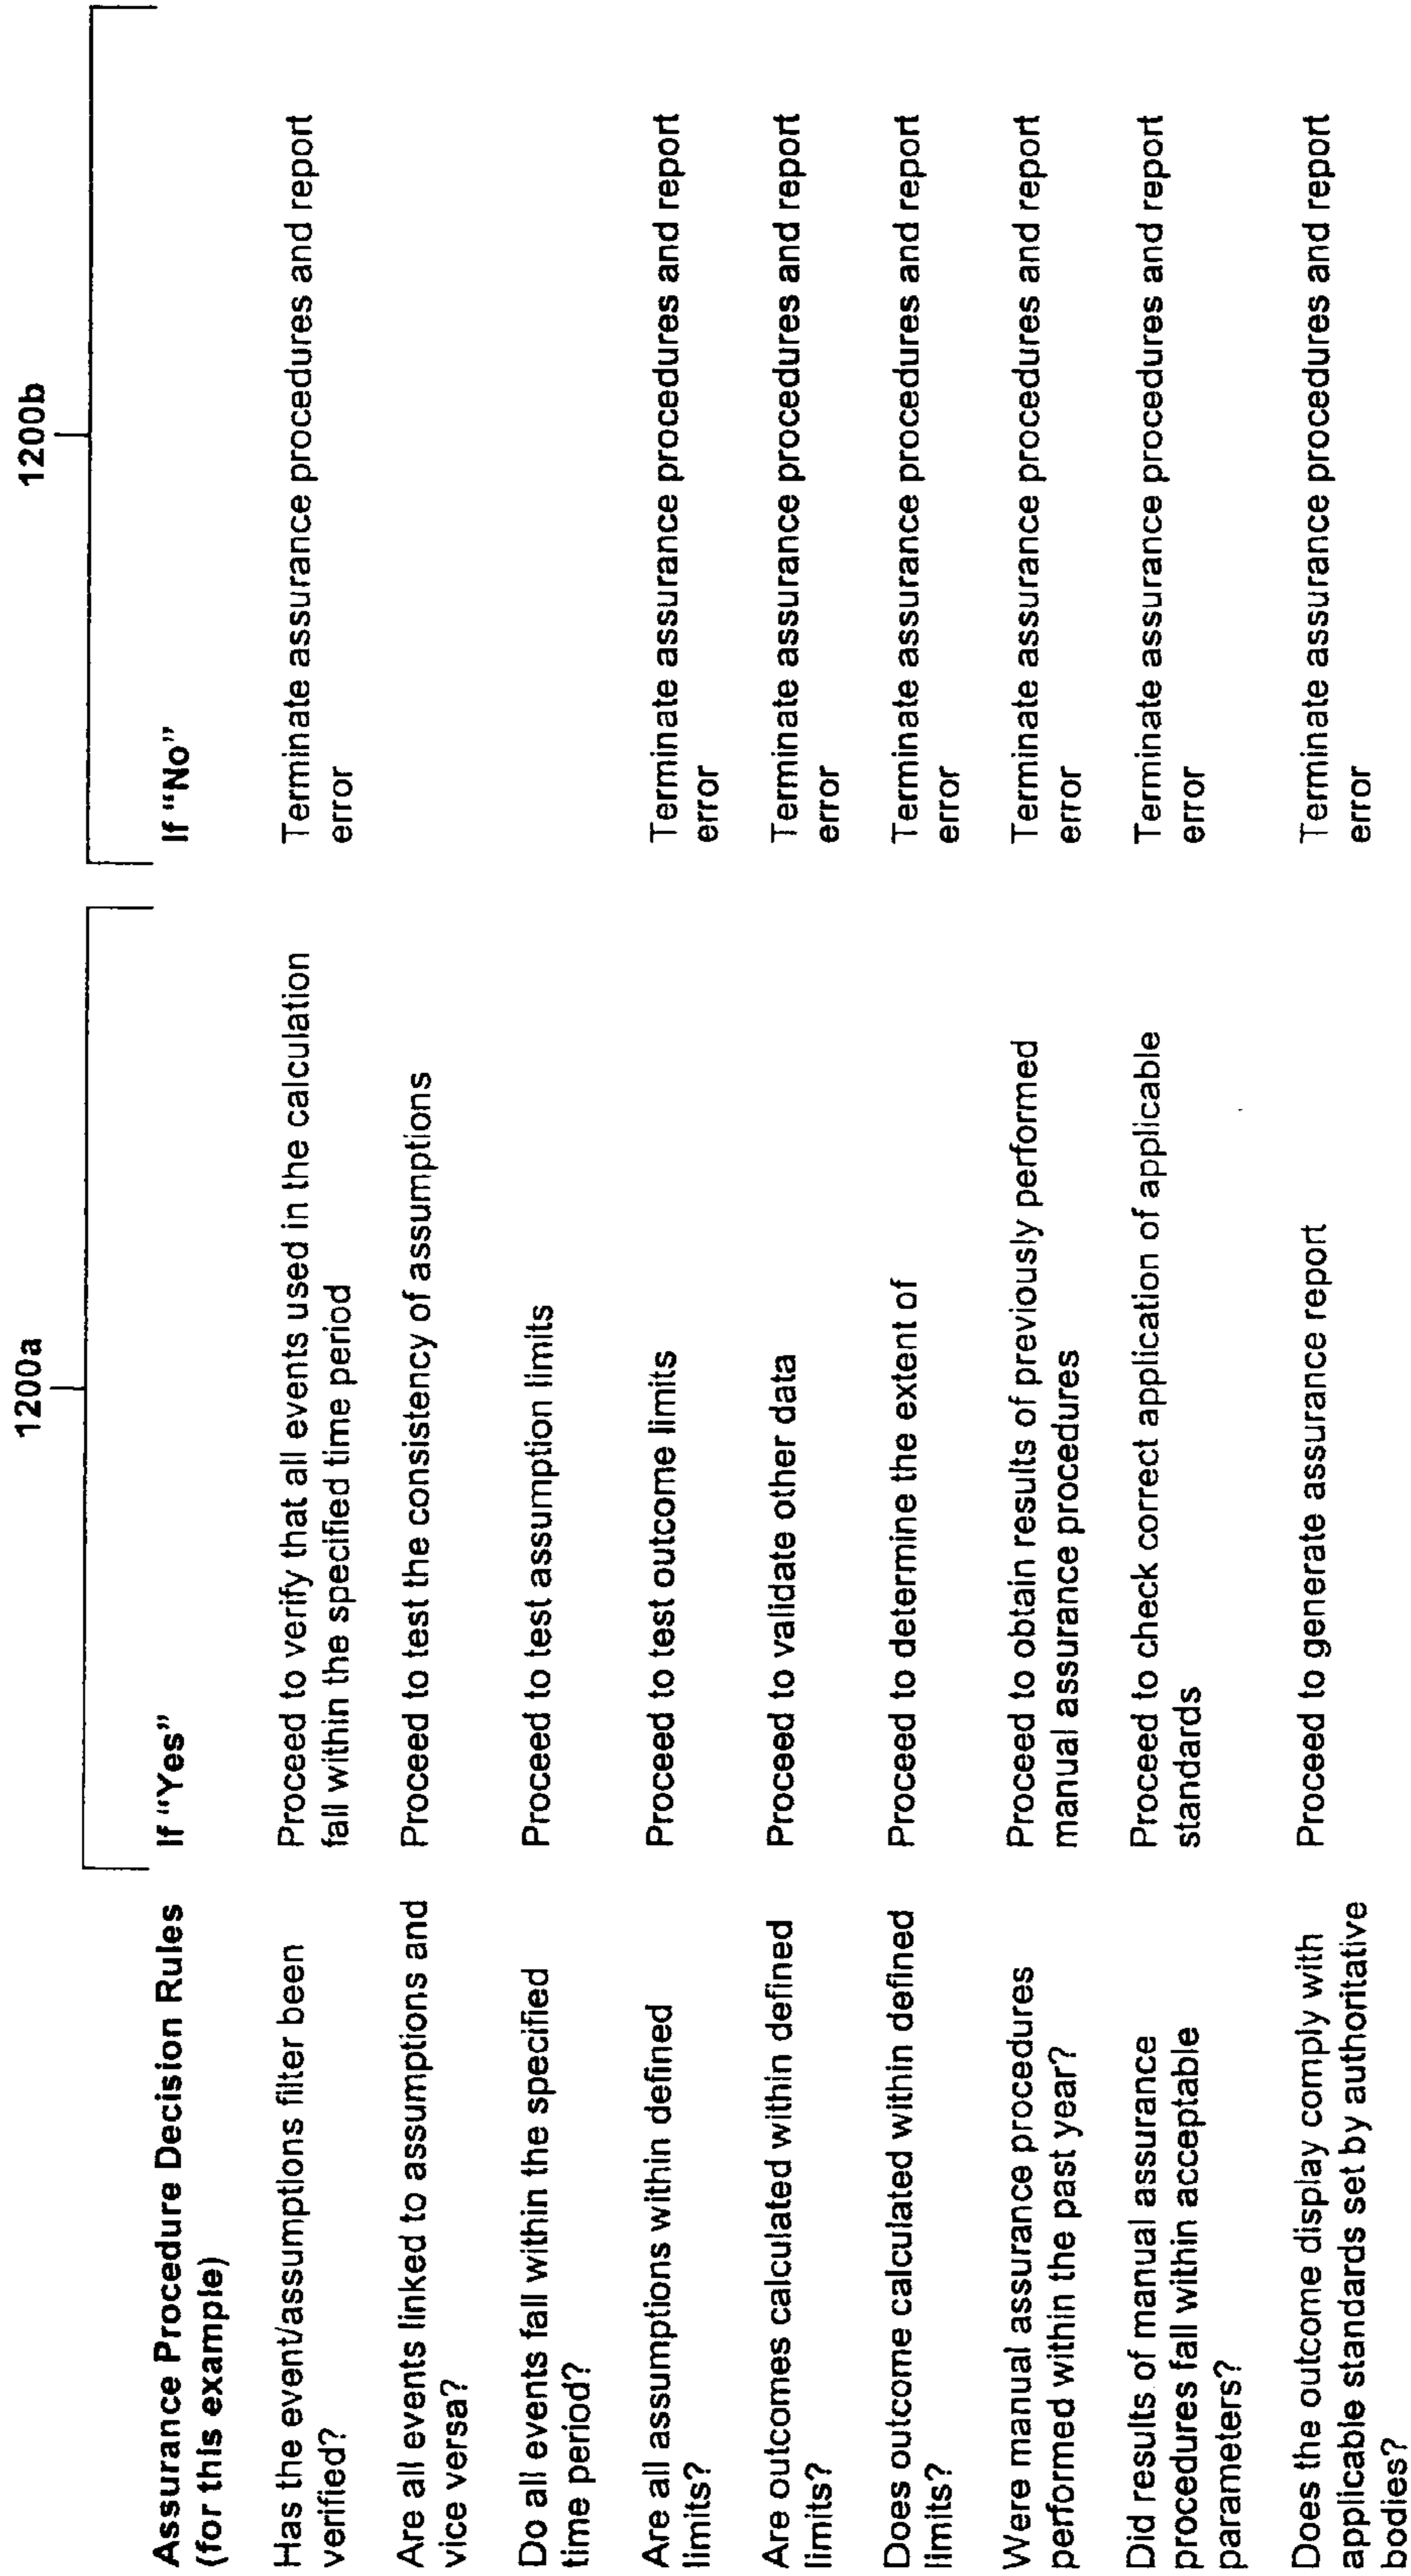 1200a
1200b
Assurance Procedure Decision Rules
(for this example)
If "Yes"
If "No"
Has the event/assumptions filter been
verified?
Proceed to verify that all events used in the calculation
fall within the specified time period
Terminate assurance procedures and report
error
Are all events linked to assumptions and
vice versa?
Proceed to test the consistency of assumptions
Do all events fall within the specified
time period?
Proceed to test assumption limits
Are all assumptions within defined
limits?
Proceed to test outcome limits
Terminate assurance procedures and report
error
Are outcomes calculated within defined
limits?
Proceed to validate other data
Terminate assurance procedures and report
error
Does outcome calculated within defined
limits?
Proceed to determine the extent of
Terminate assurance procedures and report
error
Were manual assurance procedures
performed within the past year?
Proceed to obtain results of previously performed
manual assurance procedures
Terminate assurance procedures and report
error
Did results of manual assurance
procedures fall within acceptable
parameters?
Proceed to check correct application of applicable
standards
Terminate assurance procedures and report
error
Does the outcome display comply with
applicable standards set by authoritative
bodies?
Proceed to generate assurance report
Terminate assurance procedures and report
error